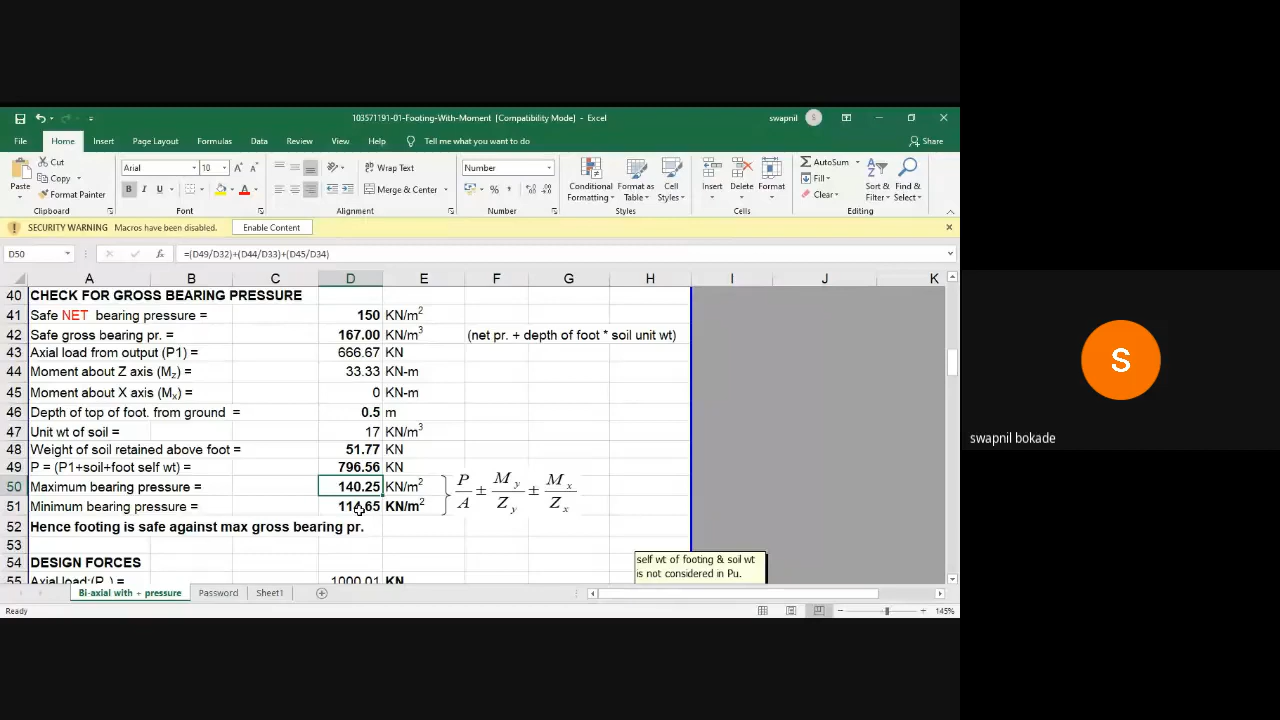 103571191-01-Footing-With-Moment [Compatibility Mode] - Excel
swapnil S
File Home Insert Page Layout Formulas Data Review View Help Tell me what you want to do Share
Cut
Copy
Format Painter
Paste
Clipboard
Arial 10
B I U
Font
Wrap Text
Merge & Center
Alignment
Number
Number
Conditional Formatting
Format as Table
Cell Styles
Styles
Insert Delete Format
Cells
AutoSum
Fill
Clear
Sort & Filter
Find & Select
Editing
SECURITY WARNING Macros have been disabled. Enable Content
D50 fx =(D49/D32)+(D44/D33)+(D45/D34)
A B C D E F G H I J K
40 CHECK FOR GROSS BEARING PRESSURE
41 Safe NET bearing pressure = 150 KN/m2
42 Safe gross bearing pr. = 167.00 KN/m3 (net pr. + depth of foot * soil unit wt)
43 Axial load from output (P1) = 666.67 KN
44 Moment about Z axis (Mz) = 33.33 KN-m
45 Moment about X axis (Mx) = 0 KN-m
46 Depth of top of foot. from ground = 0.5 m
47 Unit wt of soil = 17 KN/m3
48 Weight of soil retained above foot = 51.77 KN
49 P = (P1+soil+foot self wt) = 796.56 KN
50 Maximum bearing pressure = 140.25 KN/m2
P/A ± My/Zy ± Mx/Zx
51 Minimum bearing pressure = 114.65 KN/m2
52 Hence footing is safe against max gross bearing pr.
53
54 DESIGN FORCES
self wt of footing & soil wt
is not considered in Pu.
55 1000.01 KN
Bi-axial with + pressure Password Sheet1
Ready 145%
S
swapnil bokade